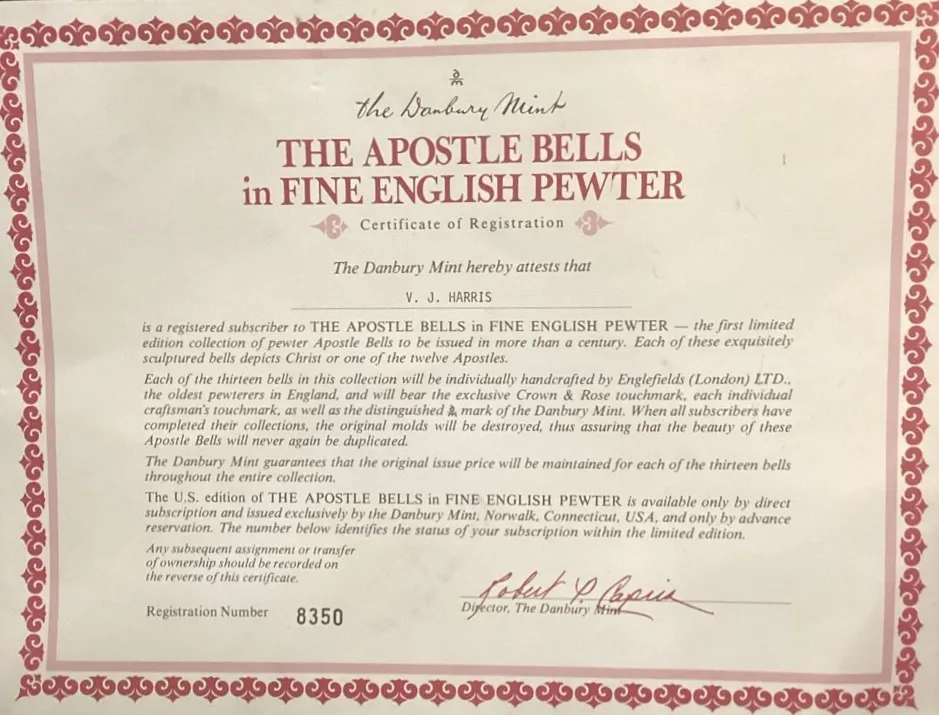 the Danbury Mint
THE APOSTLE BELLS
in FINE ENGLISH PEWTER
Certificate of Registration
The Danbury Mint hereby attests that
V. J. HARRIS
is a registered subscriber to THE APOSTLE BELLS in FINE ENGLISH PEWTER — the first limited
edition collection of pewter Apostle Bells to be issued in more than a century. Each of these exquisitely
sculptured bells depicts Christ or one of the twelve Apostles.
Each of the thirteen bells in this collection will be individually handcrafted by Englefields (London) LTD.,
the oldest pewterers in England, and will bear the exclusive Crown & Rose touchmark, each individual
craftsman's touchmark, as well as the distinguished mark of the Danbury Mint. When all subscribers have
completed their collections, the original molds will be destroyed, thus assuring that the beauty of these
Apostle Bells will never again be duplicated.
The Danbury Mint guarantees that the original issue price will be maintained for each of the thirteen bells
throughout the entire collection.
The U.S. edition of THE APOSTLE BELLS in FINE ENGLISH PEWTER is available only by direct
subscription and issued exclusively by the Danbury Mint, Norwalk, Connecticut, USA, and only by advance
reservation. The number below identifies the status of your subscription within the limited edition.
Any subsequent assignment or transfer
of ownership should be recorded on
the reverse of this certificate.
Robert P.
Director, The Danbury Mint
Registration Number 8350